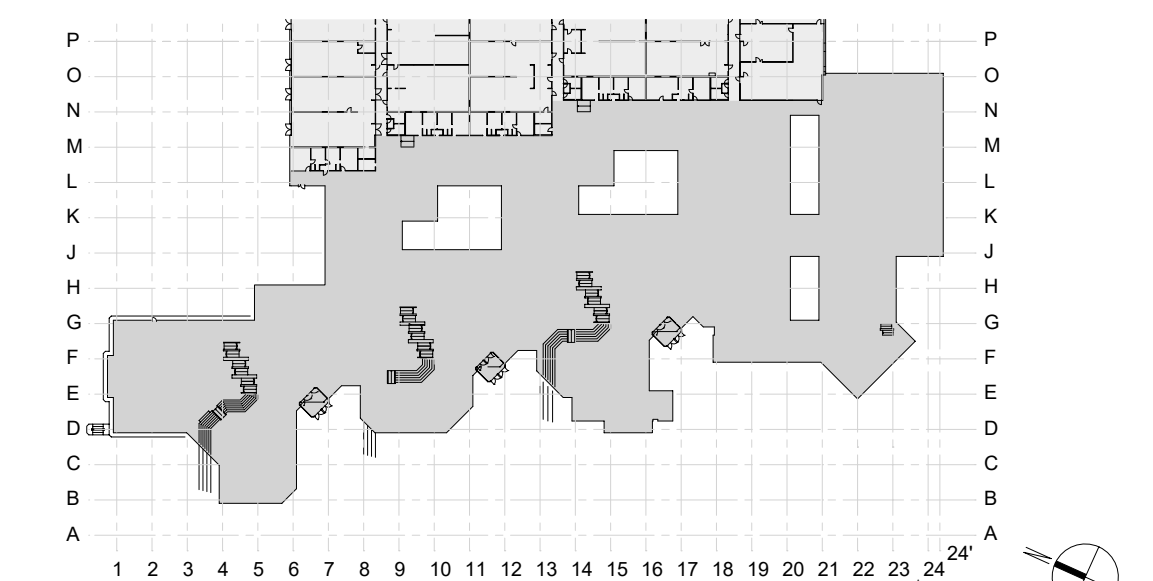 P P
O O
N N
M M
L L
K K
J J
H H
G G
F F
E E
D D
C C
B B
A A
24'
1 2 3 4 5 6 7 8 9 10 11 12 13 14 15 16 17 18 19 20 21 22 23 24
N